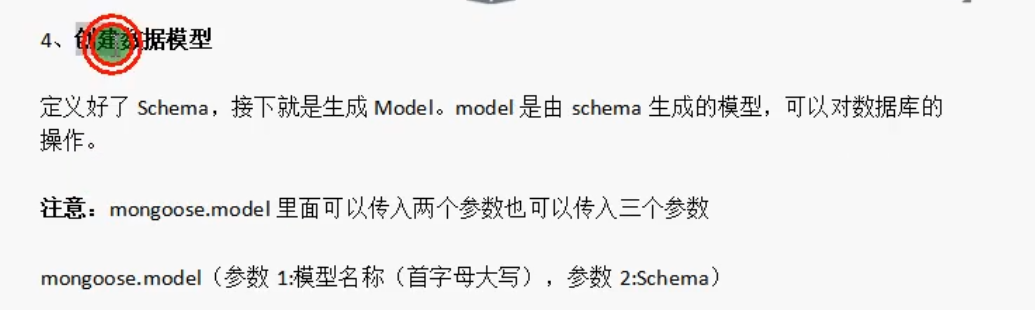 4、创建数据模型
定义好了 Schema，接下就是生成 Model。model 是由 schema 生成的模型，可以对数据库的
操作。
注意：mongoose.model 里面可以传入两个参数也可以传入三个参数
mongoose.model（参数 1:模型名称（首字母大写），参数 2:Schema）